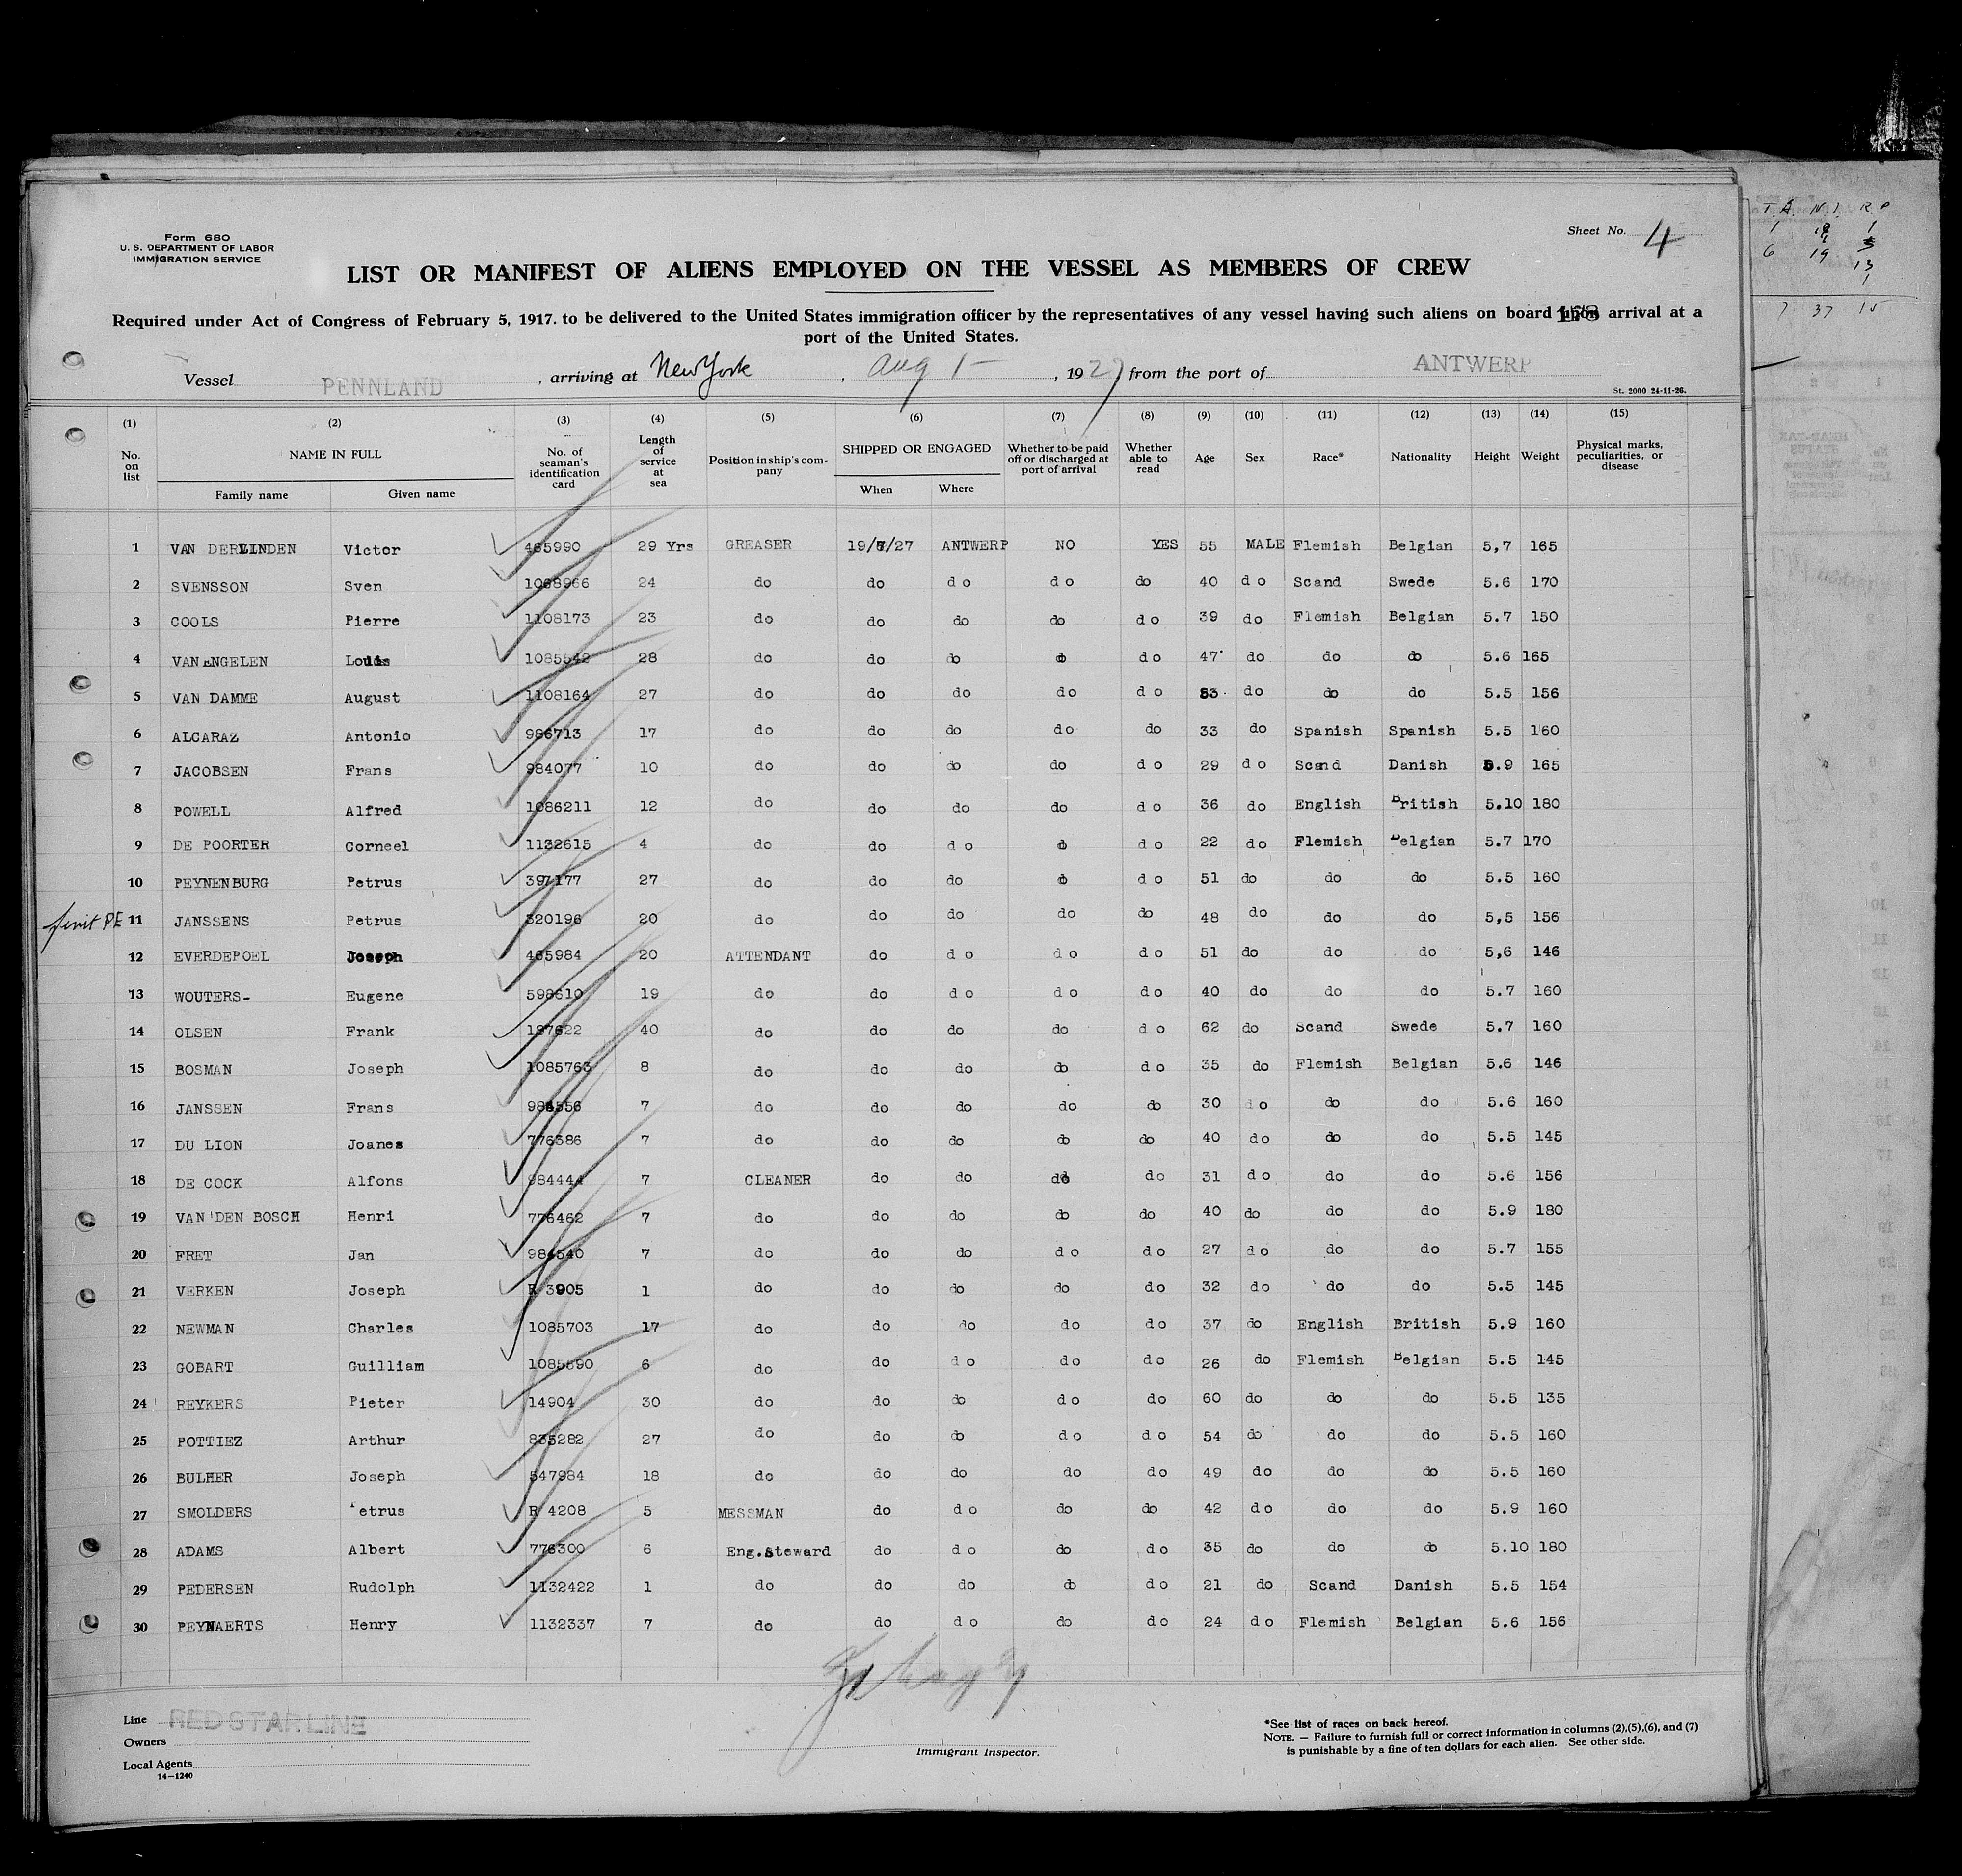 Form 680
U. S. DEPARTMENT OF LABOR
IMMIGRATION SERVICE
Sheet No. 4
LIST OR MANIFEST OF ALIENS EMPLOYED ON THE VESSEL AS MEMBERS OF CREW
Required under Act of Congress of February 5, 1917. to be delivered to the United States immigration officer by the representatives of any vessel having such aliens on board upon arrival at a
port of the United States.
Vessel PENNLAND , arriving at New York , Aug 1 , 1927 from the port of ANTWERP
St. 2000 24-11-26.
(1) (2) (3) (4) (5) (6) (7) (8) (9) (10) (11) (12) (13) (14) (15)
No. on list NAME IN FULL Family name Given name No. of seaman's identification card Length of service at sea Position in ship's company SHIPPED OR ENGAGED When Where Whether to be paid off or discharged at port of arrival Whether able to read Age Sex Race* Nationality Height Weight Physical marks, peculiarities, or disease
1 VAN DER LINDEN Victor 465990 29 Yrs GREASER 19/7/27 ANTWERP NO YES 55 MALE Flemish Belgian 5,7 165
2 SVENSSON Sven 1068966 24 do do do do do 40 do Scand Swede 5.6 170
3 COOLS Pierre 1108173 23 do do do do do 39 do Flemish Belgian 5.7 150
4 VAN ENGELEN Louis 1085542 28 do do do do do 47 do do do 5.6 165
5 VAN DAMME August 1108164 27 do do do do do do do do 5.5 156
6 ALCARAZ Antonio 986713 17 do do do do do 33 do Spanish Spanish 5.5 160
7 JACOBSEN Frans 984077 10 do do do do do 29 do Scand Danish 5.9 165
8 POWELL Alfred 1086211 12 do do do do do 36 do English British 5.10 180
9 DE POORTER Corneel 1132615 4 do do do do do 22 do Flemish Belgian 5.7 170
10 PEYNENBURG Petrus 397177 27 do do do do do 51 do do do 5.5 160
11 JANSSENS Petrus 320196 20 do do do do do 48 do do do 5,5 156
12 EVERDEPOEL Joseph 465984 20 ATTENDANT do do do do 51 do do do 5,6 146
13 WOUTERS- Eugene 598610 19 do do do do do 40 do do do 5.7 160
14 OLSEN Frank 187622 40 do do do do do 62 do Scand Swede 5.7 160
15 BOSMAN Joseph 1085763 8 do do do do do 35 do Flemish Belgian 5.6 146
16 JANSSEN Frans 7 do do do do do 30 do do do 5.6 160
17 DU LION Joanes 776386 7 do do do do do 40 do do do 5.5 145
18 DE COCK Alfons 984444 7 CLEANER do do do do 31 do do do 5.6 156
19 VAN DEN BOSCH Henri 776462 7 do do do do do 40 do do do 5.9 180
20 FRET Jan 984540 7 do do do do do 27 do do do 5.7 155
21 VERKEN Joseph R 3905 1 do do do do do 32 do do do 5.5 145
22 NEWMAN Charles 1085703 17 do do do do do 37 do English British 5.9 160
23 GOBART Guilliam 1085590 6 do do do do do 26 do Flemish Belgian 5.5 145
24 REYKERS Pieter 14904 30 do do do do do 60 do do do 5.5 135
25 POTTIEZ Arthur 835282 27 do do do do do 54 do do do 5.5 160
26 BULHER Joseph 547984 18 do do do do do 49 do do do 5.5 160
27 SMOLDERS Petrus R 4208 5 MESSMAN do do do do 42 do do do 5.9 160
28 ADAMS Albert 776300 6 Eng.Steward do do do do 35 do do do 5.10 180
29 PEDERSEN Rudolph 1132422 1 do do do do do 21 do Scand Danish 5.5 154
30 PEYNAERTS Henry 1132337 7 do do do do do 24 do Flemish Belgian 5.6 156
Line RED STAR LINE
Owners
Local Agents
14-1240
Immigrant Inspector.
*See list of races on back hereof.
NOTE. — Failure to furnish full or correct information in columns (2),(5),(6), and (7)
is punishable by a fine of ten dollars for each alien. See other side.